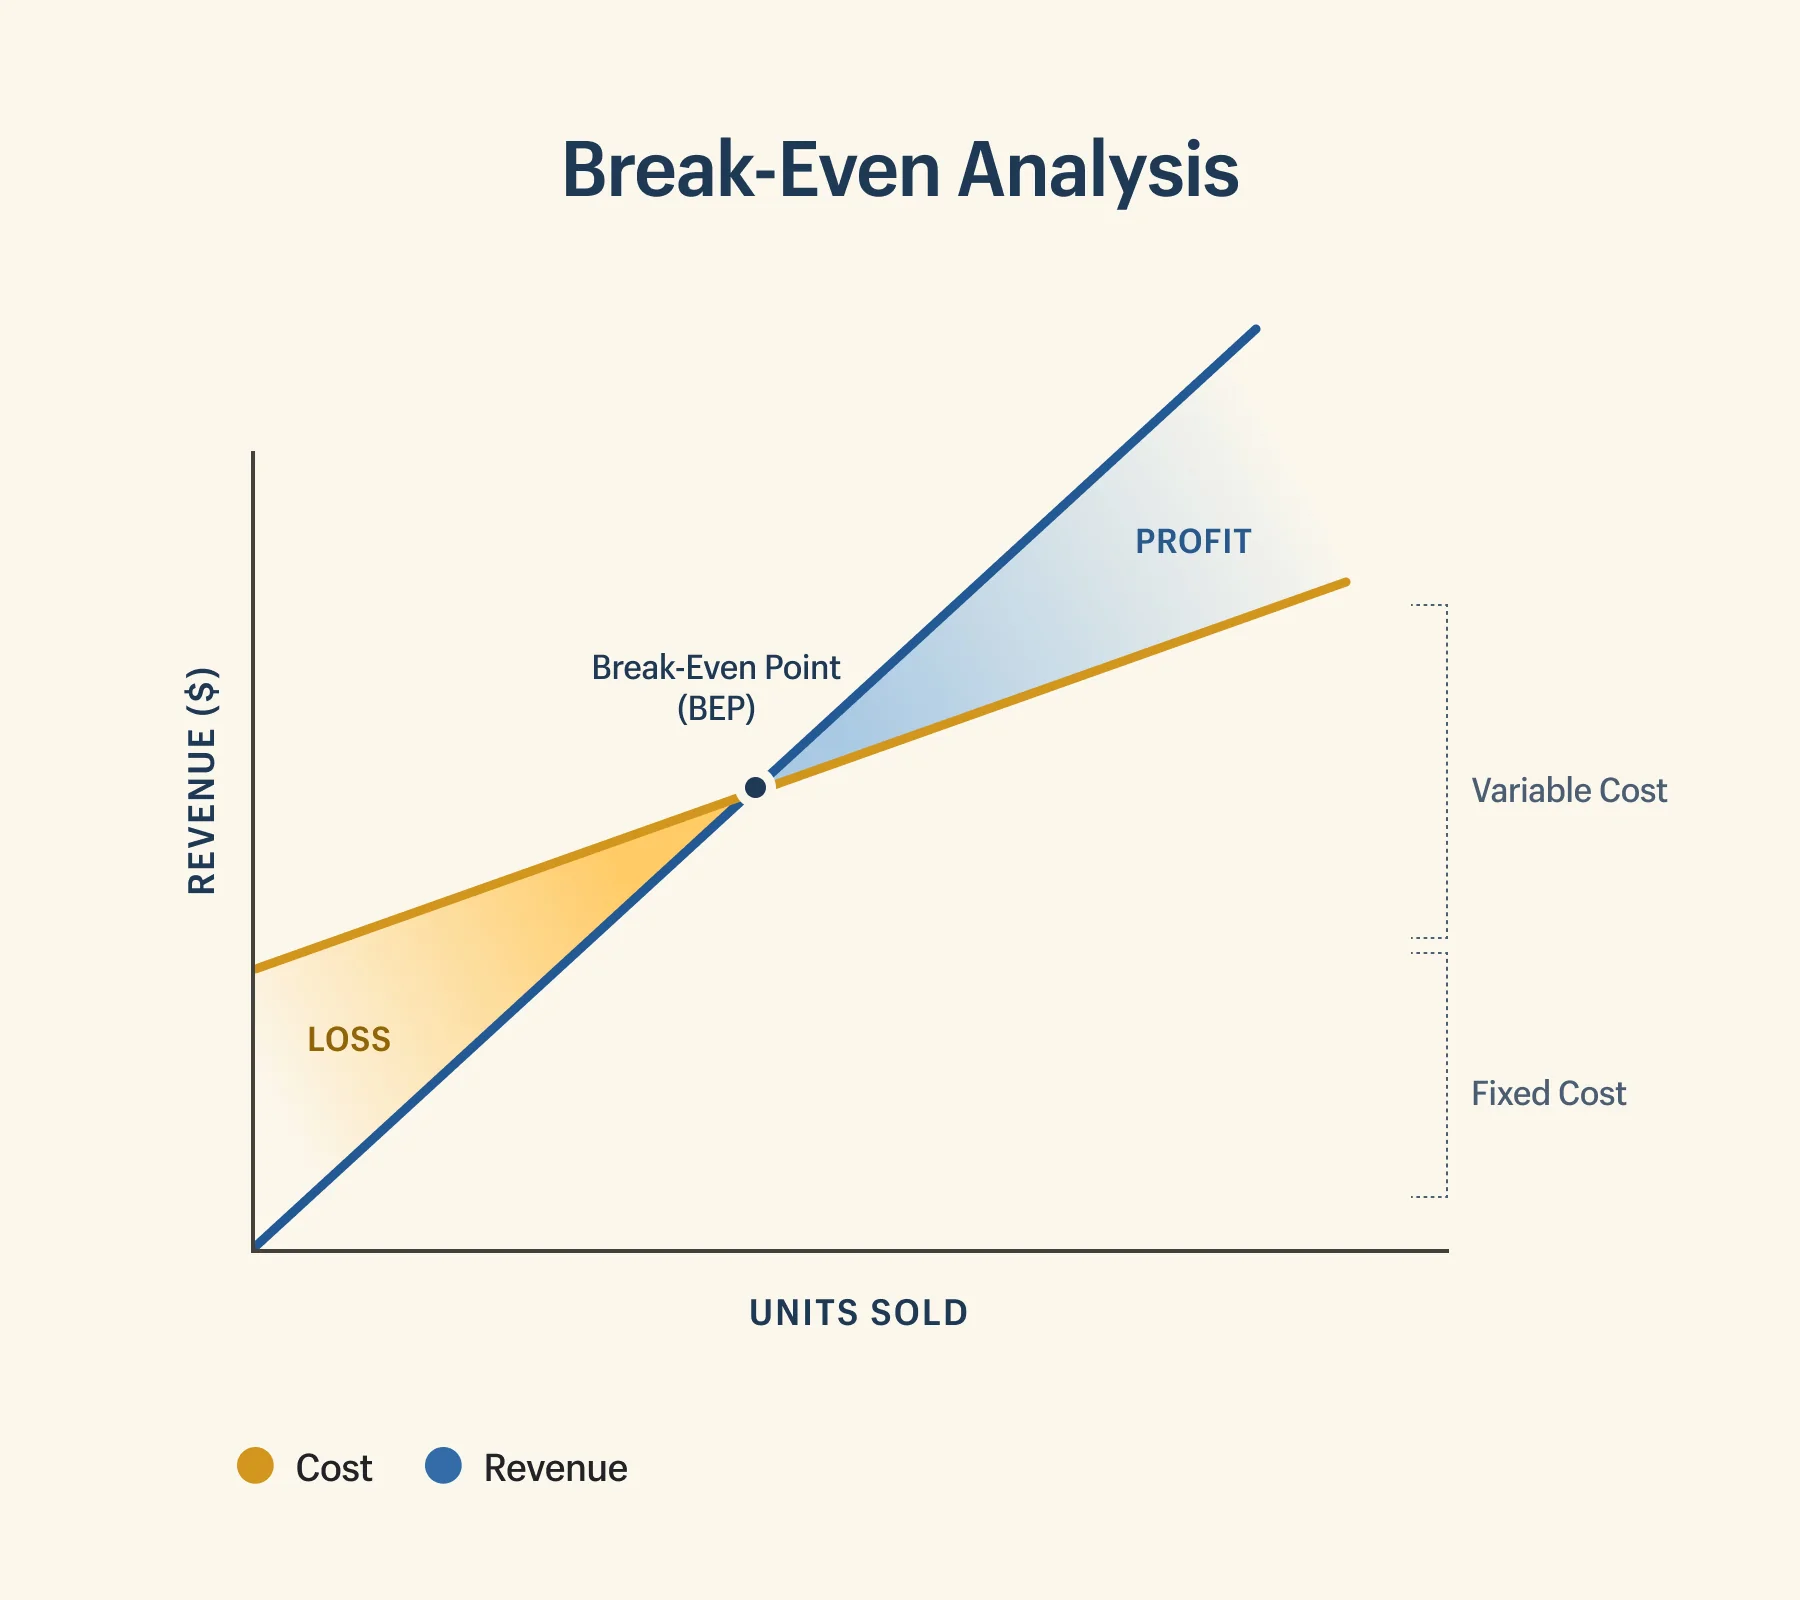 Break-Even Analysis
PROFIT
Break-Even Point
(BEP)
REVENUE ($)
Variable Cost
LOSS
Fixed Cost
UNITS SOLD
Cost
Revenue